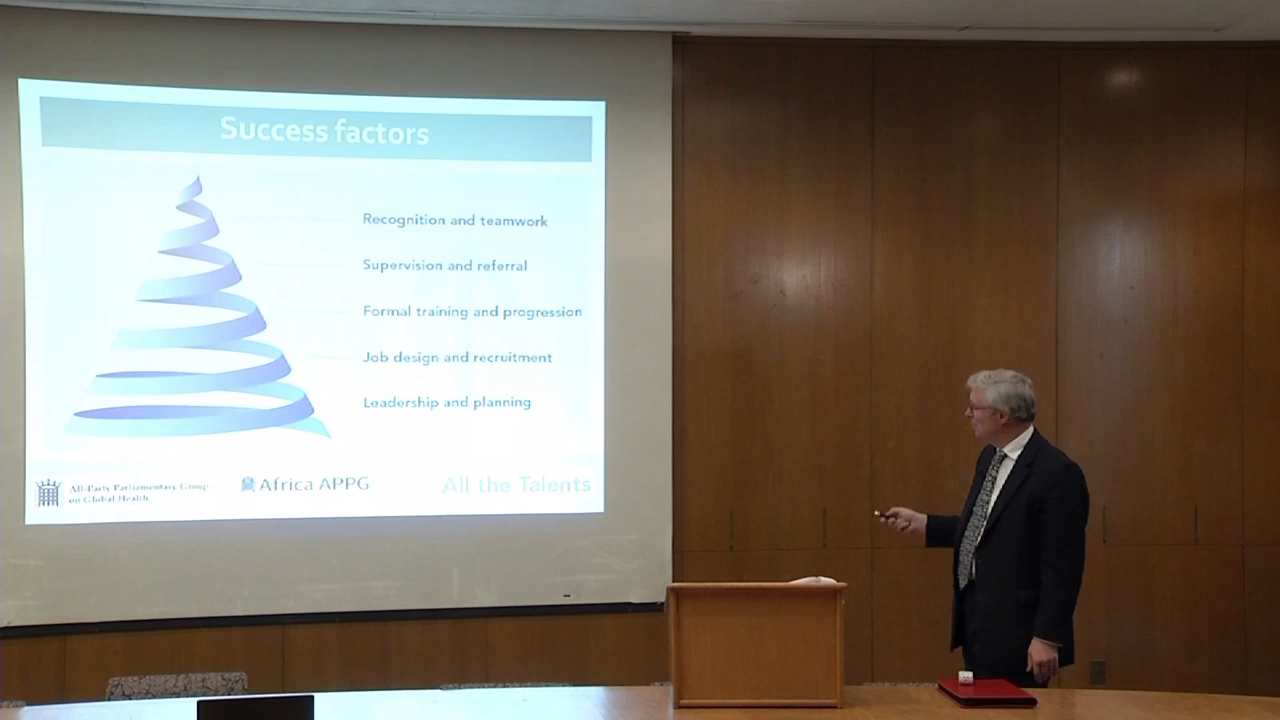 Success factors
Recognition and teamwork
Supervision and referral
Formal training and progression
Job design and recruitment
Leadership and planning
All-Party Parliamentary Group
on Global Health
Africa APPG
All the Talents